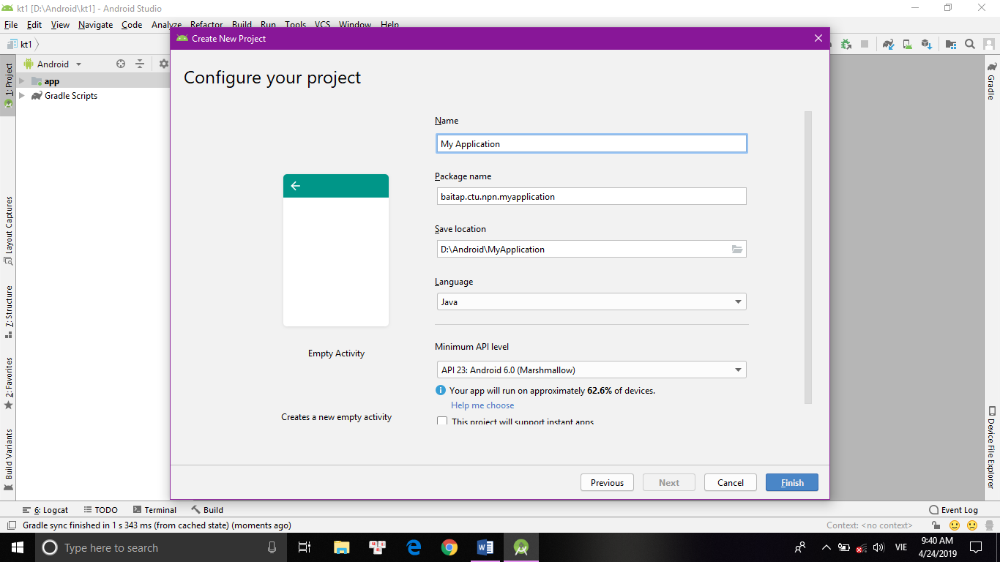 kt1 [D:\Android\kt1] - Android Studio
File Edit View Navigate Code Analyze Refactor Build Run Tools VCS Window Help
kt1
Android
1: Project
app
Gradle Scripts
Layout Captures
7: Structure
2: Favorites
Build Variants
Create New Project
Configure your project
Name
My Application
Package name
baitap.ctu.npn.myapplication
Save location
D:\Android\MyApplication
Language
Java
Empty Activity
Minimum API level
API 23: Android 6.0 (Marshmallow)
Your app will run on approximately 62.6% of devices.
Help me choose
Creates a new empty activity
This project will support instant apps
Previous Next Cancel Finish
Gradle
Device File Explorer
6: Logcat TODO Terminal Build Event Log
Gradle sync finished in 1 s 343 ms (from cached state) (moments ago) Context: <no context>
Type here to search
VIE
9:40 AM
4/24/2019